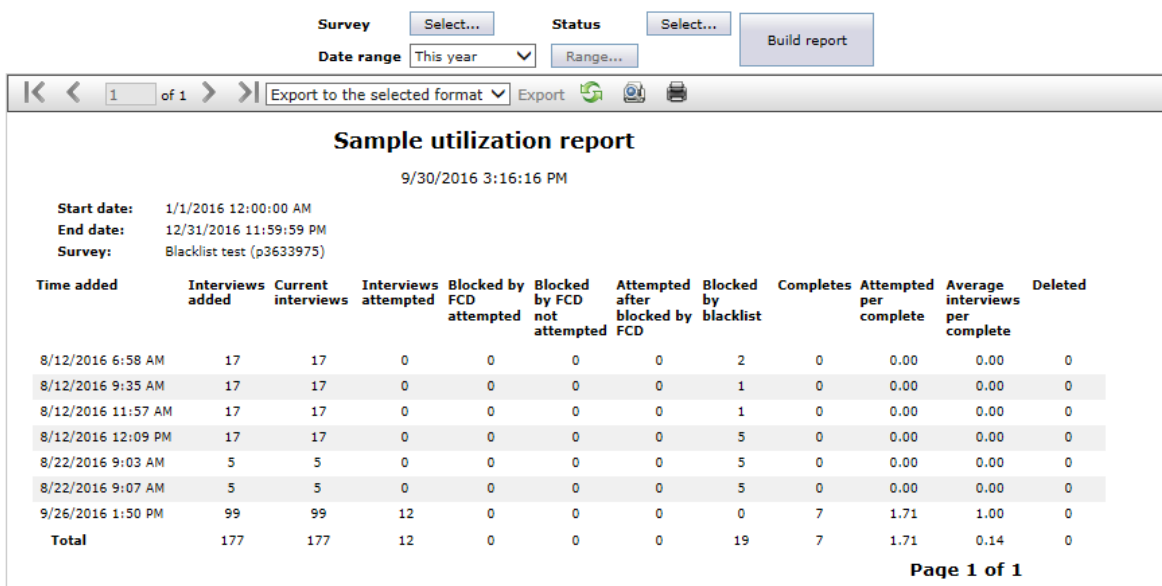 Survey Select... Status Select... Build report
Date range This year Range...
1 of 1 Export to the selected format Export
Sample utilization report
9/30/2016 3:16:16 PM
Start date: 1/1/2016 12:00:00 AM
End date: 12/31/2016 11:59:59 PM
Survey: Blacklist test (p3633975)
Time added Interviews added Current interviews Interviews attempted Blocked by FCD attempted Blocked by FCD not attempted Attempted after blocked by FCD Blocked by blacklist Completes Attempted per complete Average interviews per complete Deleted
8/12/2016 6:58 AM 17 17 0 0 0 0 2 0 0.00 0.00 0
8/12/2016 9:35 AM 17 17 0 0 0 0 1 0 0.00 0.00 0
8/12/2016 11:57 AM 17 17 0 0 0 0 1 0 0.00 0.00 0
8/12/2016 12:09 PM 17 17 0 0 0 0 5 0 0.00 0.00 0
8/22/2016 9:03 AM 5 5 0 0 0 0 5 0 0.00 0.00 0
8/22/2016 9:07 AM 5 5 0 0 0 0 5 0 0.00 0.00 0
9/26/2016 1:50 PM 99 99 12 0 0 0 0 7 1.71 1.00 0
Total 177 177 12 0 0 0 19 7 1.71 0.14 0
Page 1 of 1